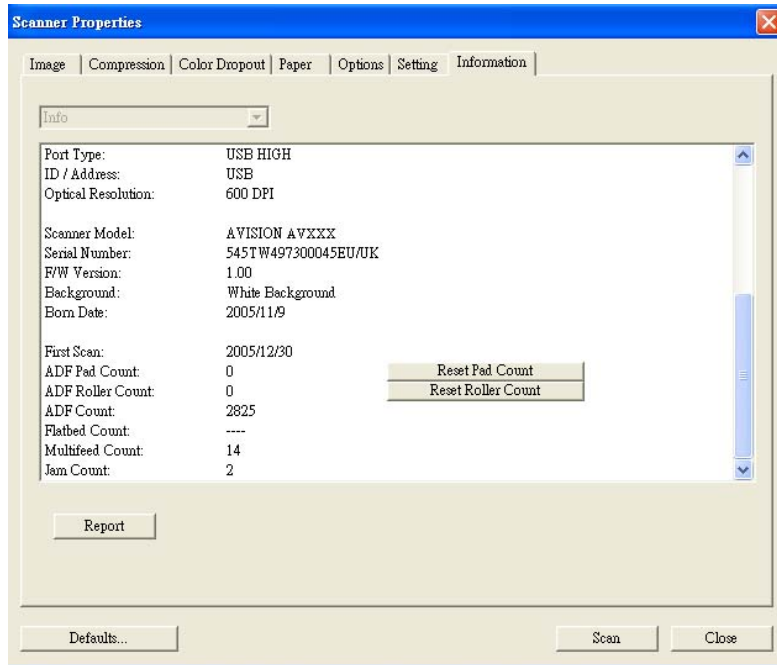 Scanner Properties
Image Compression Color Dropout Paper Options Setting Information
Info
Port Type: USB HIGH
ID / Address: USB
Optical Resolution: 600 DPI
Scanner Model: AVISION AVXXX
Serial Number: 545TW497300045EU/UK
F/W Version: 1.00
Background: White Background
Born Date: 2005/11/9
First Scan: 2005/12/30
ADF Pad Count: 0 Reset Pad Count
ADF Roller Count: 0 Reset Roller Count
ADF Count: 2825
Flatbed Count: ----
Multifeed Count: 14
Jam Count: 2
Report
Defaults... Scan Close